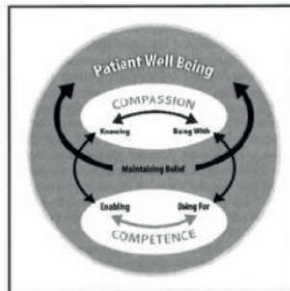 Patient Well Being
COMPASSION
Knowing Being With
Maintaining Belief
Enabling Doing For
COMPETENCE